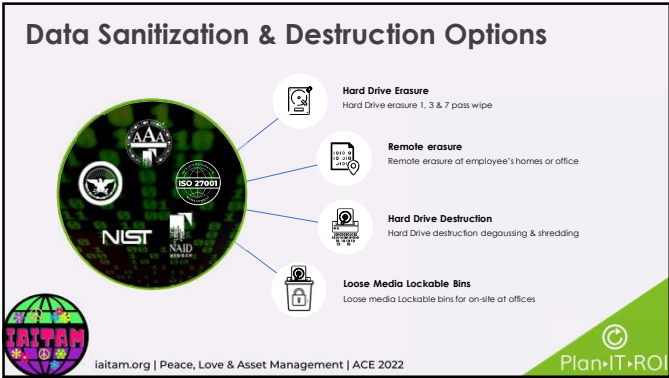 Data Sanitization & Destruction Options
Hard Drive Erasure
Hard Drive erasure 1, 3 & 7 pass wipe
AAA
ISO 27001
NIST
NAID
Remote erasure
Remote erasure at employee's homes or office
Hard Drive Destruction
Hard Drive destruction degaussing & shredding
Loose Media Lockable Bins
Loose media Lockable bins for on-site at offices
IAITAM
iaitam.org | Peace, Love & Asset Management | ACE 2022
Plan IT ROI